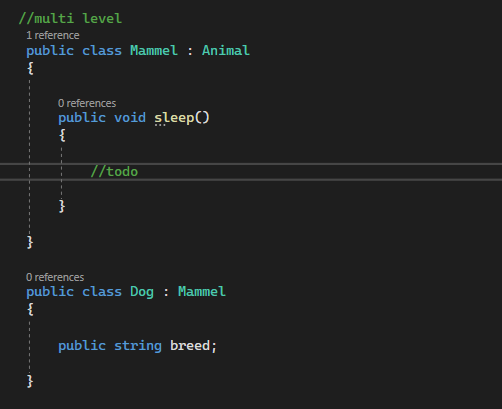 //multi level
1 reference
public class Mammel : Animal
{
0 references
public void sleep()
{
//todo
}
}
0 references
public class Dog : Mammel
{
public string breed;
}